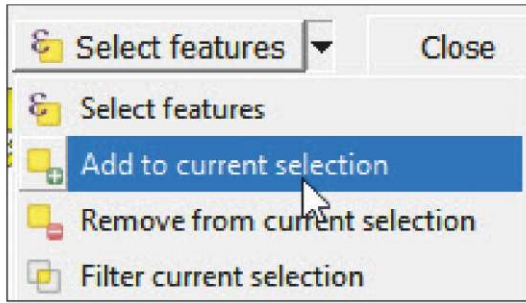 Select features Close
Select features
Add to current selection
Remove from current selection
Filter current selection